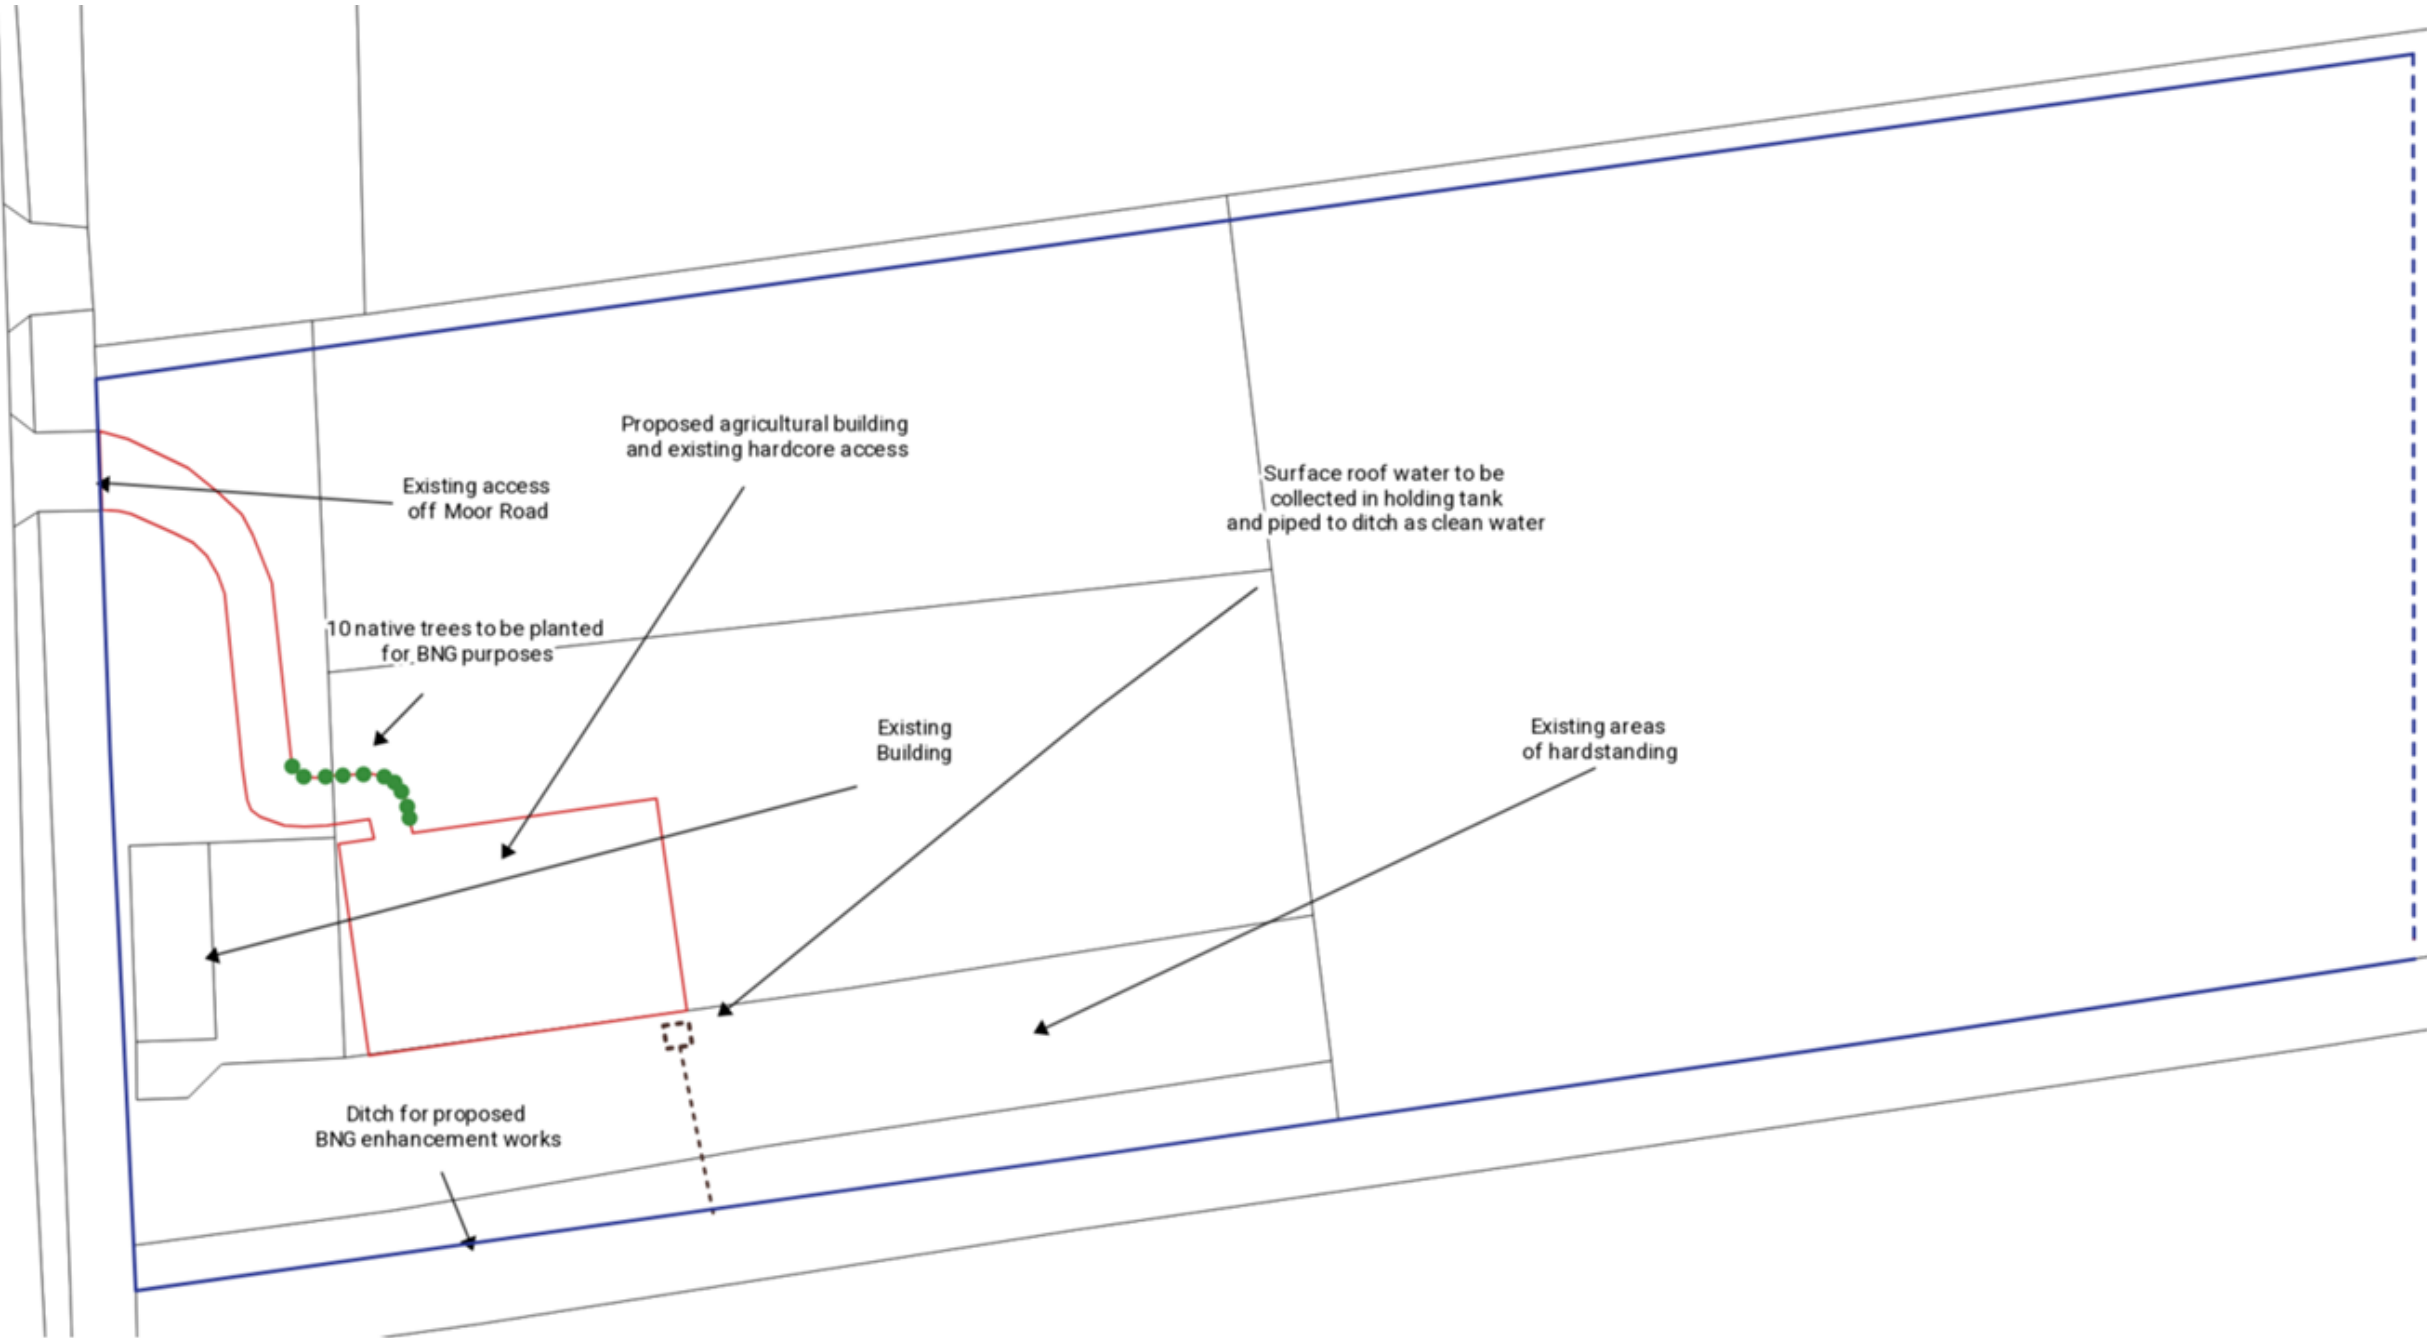 Proposed agricultural building
and existing hardcore access
Existing access
off Moor Road
Surface roof water to be
collected in holding tank
and piped to ditch as clean water
10 native trees to be planted
for BNG purposes
Existing
Building
Existing areas
of hardstanding
Ditch for proposed
BNG enhancement works